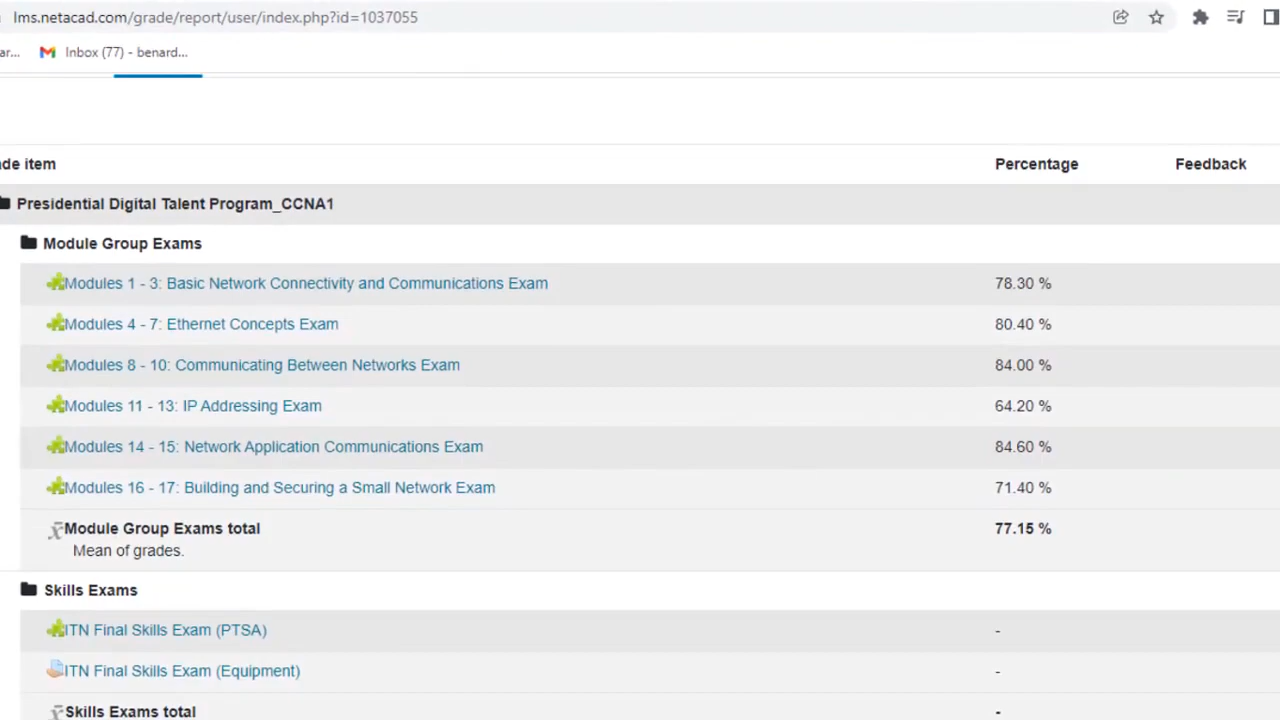 lms.netacad.com/grade/report/user/index.php?id=1037055
ar... Inbox (77) - benard...
de item Percentage Feedback
Presidential Digital Talent Program_CCNA1
Module Group Exams
Modules 1 - 3: Basic Network Connectivity and Communications Exam 78.30 %
Modules 4 - 7: Ethernet Concepts Exam 80.40 %
Modules 8 - 10: Communicating Between Networks Exam 84.00 %
Modules 11 - 13: IP Addressing Exam 64.20 %
Modules 14 - 15: Network Application Communications Exam 84.60 %
Modules 16 - 17: Building and Securing a Small Network Exam 71.40 %
x̄ Module Group Exams total 77.15 %
Mean of grades.
Skills Exams
ITN Final Skills Exam (PTSA) -
ITN Final Skills Exam (Equipment) -
x̄ Skills Exams total -